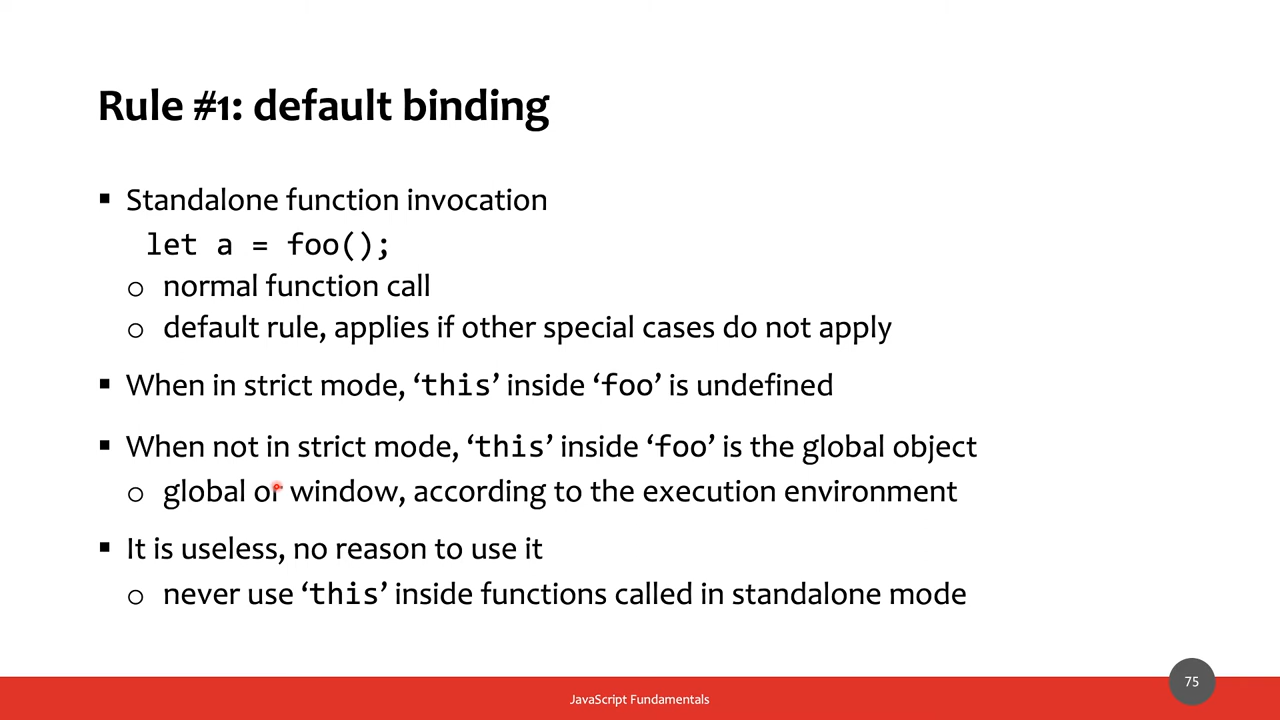 Rule #1: default binding
▪ Standalone function invocation
let a = foo();
o normal function call
o default rule, applies if other special cases do not apply
▪ When in strict mode, ‘this’ inside ‘foo’ is undefined
▪ When not in strict mode, ‘this’ inside ‘foo’ is the global object
o global or window, according to the execution environment
▪ It is useless, no reason to use it
o never use ‘this’ inside functions called in standalone mode
75
JavaScript Fundamentals